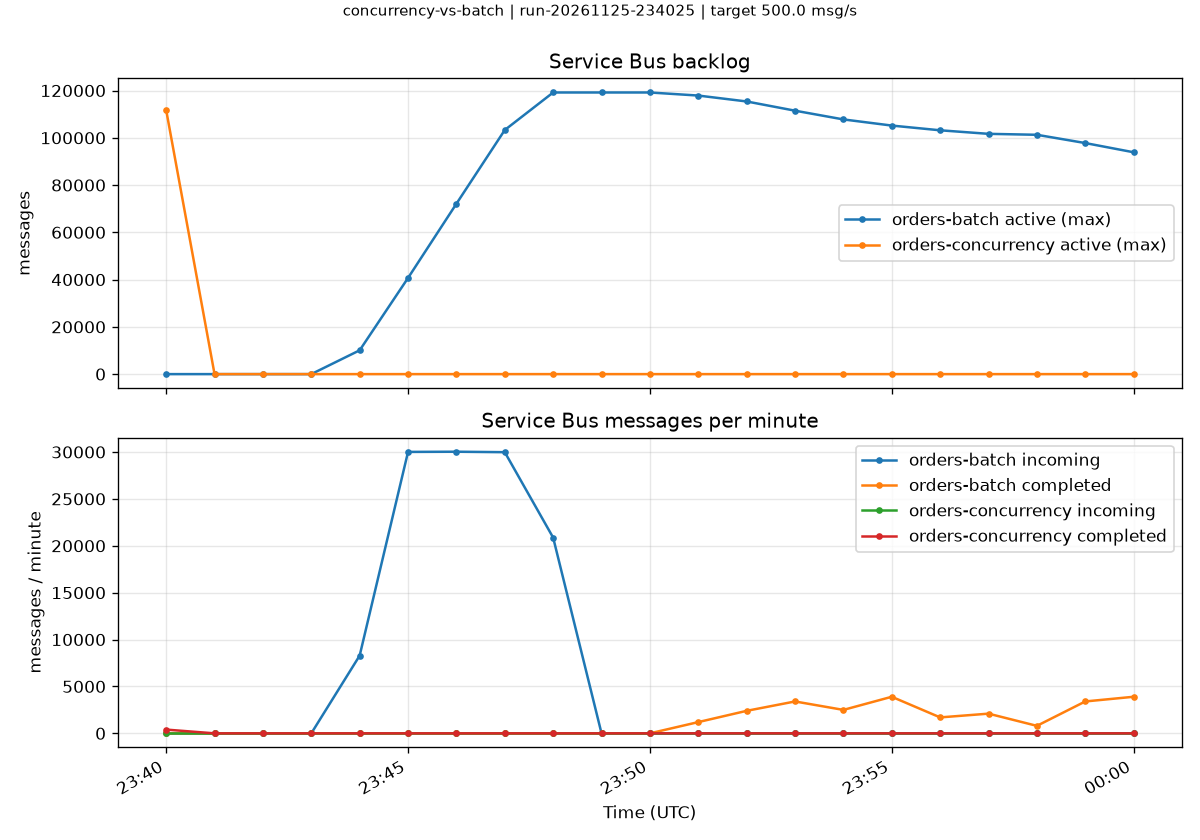 concurrency-vs-batch | run-20261125-234025 | target 500.0 msg/s
Service Bus backlog
messages
120000
100000
80000
60000
40000
20000
0
orders-batch active (max)
orders-concurrency active (max)
Service Bus messages per minute
messages / minute
30000
25000
20000
15000
10000
5000
0
orders-batch incoming
orders-batch completed
orders-concurrency incoming
orders-concurrency completed
23:40
23:45
23:50
23:55
00:00
Time (UTC)